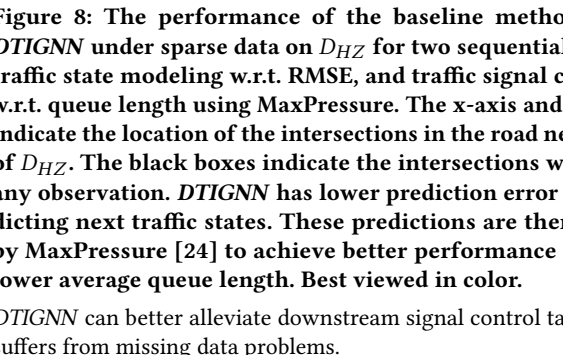 Figure 8: The performance of the baseline metho
DTIGNN under sparse data on D_HZ for two sequential
traffic state modeling w.r.t. RMSE, and traffic signal c
w.r.t. queue length using MaxPressure. The x-axis and
indicate the location of the intersections in the road ne
of D_HZ. The black boxes indicate the intersections w
any observation. DTIGNN has lower prediction error
dicting next traffic states. These predictions are then
by MaxPressure [24] to achieve better performance
lower average queue length. Best viewed in color.
DTIGNN can better alleviate downstream signal control ta
suffers from missing data problems.